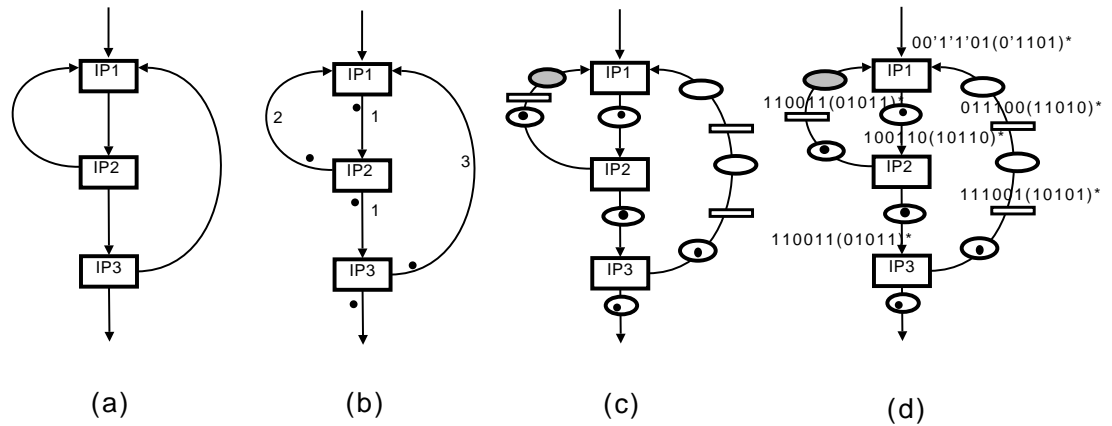 IP1
IP2
IP3
(a)
IP1
2
1
IP2
3
1
IP3
(b)
IP1
IP2
IP3
(c)
00'1'1'01(0'1101)*
IP1
110011(01011)*
011100(11010)*
100110(10110)*
IP2
111001(10101)*
110011(01011)*
IP3
(d)